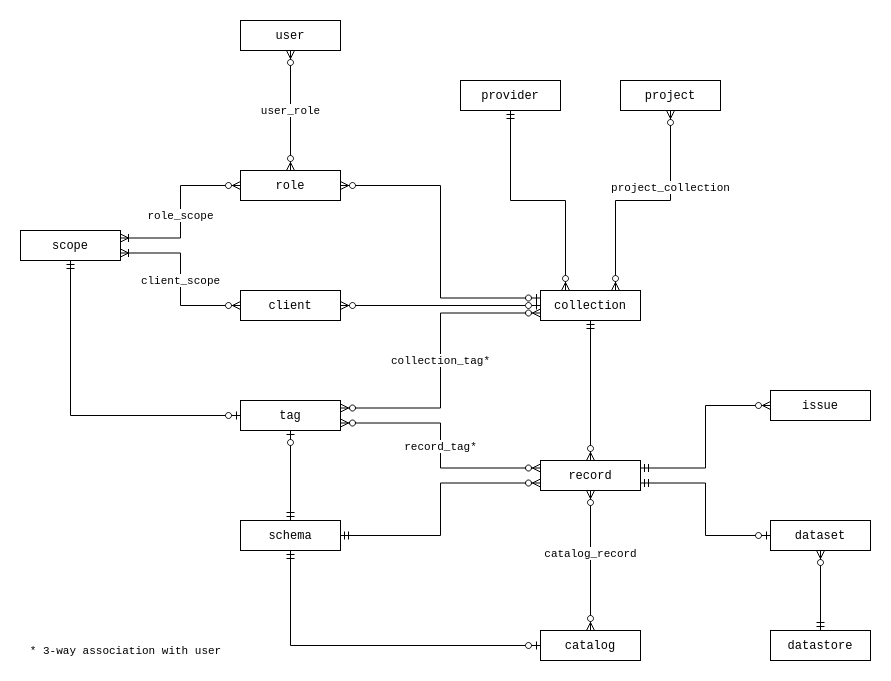 user
provider
project
user_role
role
project_collection
role_scope
scope
client_scope
client
collection
collection_tag*
issue
tag
record_tag*
record
schema
dataset
catalog_record
catalog
datastore
* 3-way association with user